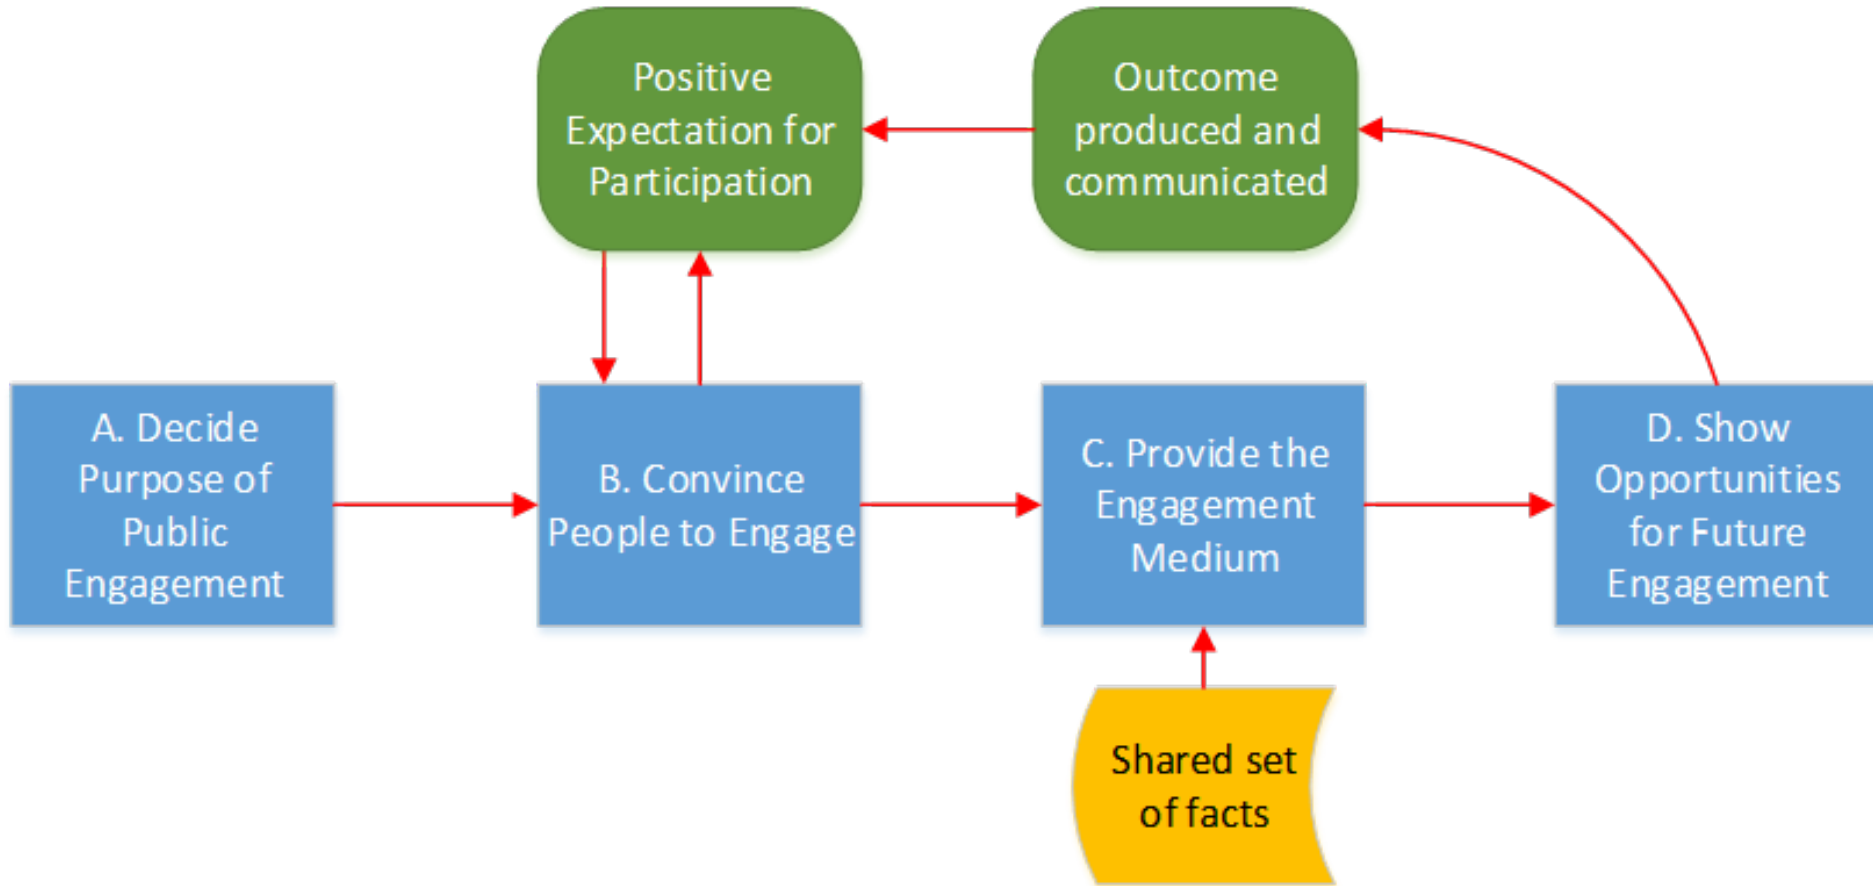 Positive
Expectation for
Participation
Outcome
produced and
communicated
A. Decide
Purpose of
Public
Engagement
B. Convince
People to Engage
C. Provide the
Engagement
Medium
D. Show
Opportunities
for Future
Engagement
Shared set
of facts